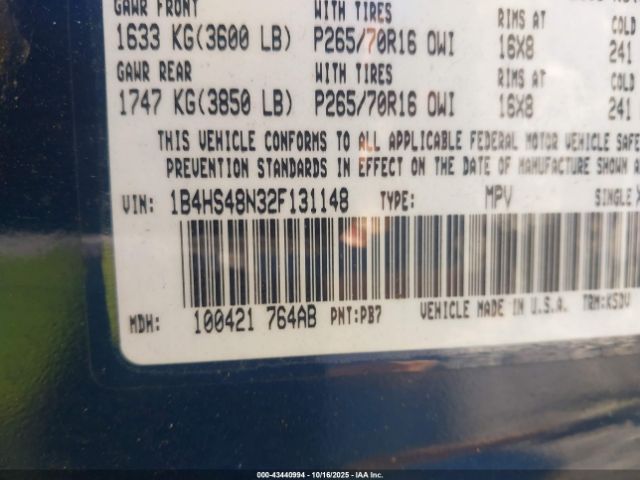 GAWR FRONT WITH TIRES RIMS AT COLD
1633 KG(3600 LB) P265/70R16 OWI 16X8 241
GAWR REAR WITH TIRES RIMS AT COLD
1747 KG(3850 LB) P265/70R16 OWI 16X8 241
THIS VEHICLE CONFORMS TO ALL APPLICABLE FEDERAL MOTOR VEHICLE SAFE
PREVENTION STANDARDS IN EFFECT ON THE DATE OF MANUFACTURE SHOWN A
VIN: 1B4HS48N32F131148 TYPE: MPV SINGLE X
MDH: 100421 764AB PNT:PB7 VEHICLE MADE IN U.S.A. TRM:K5DV
000-43440994 | 10/16/2025 | Copyright © IAA, Inc.